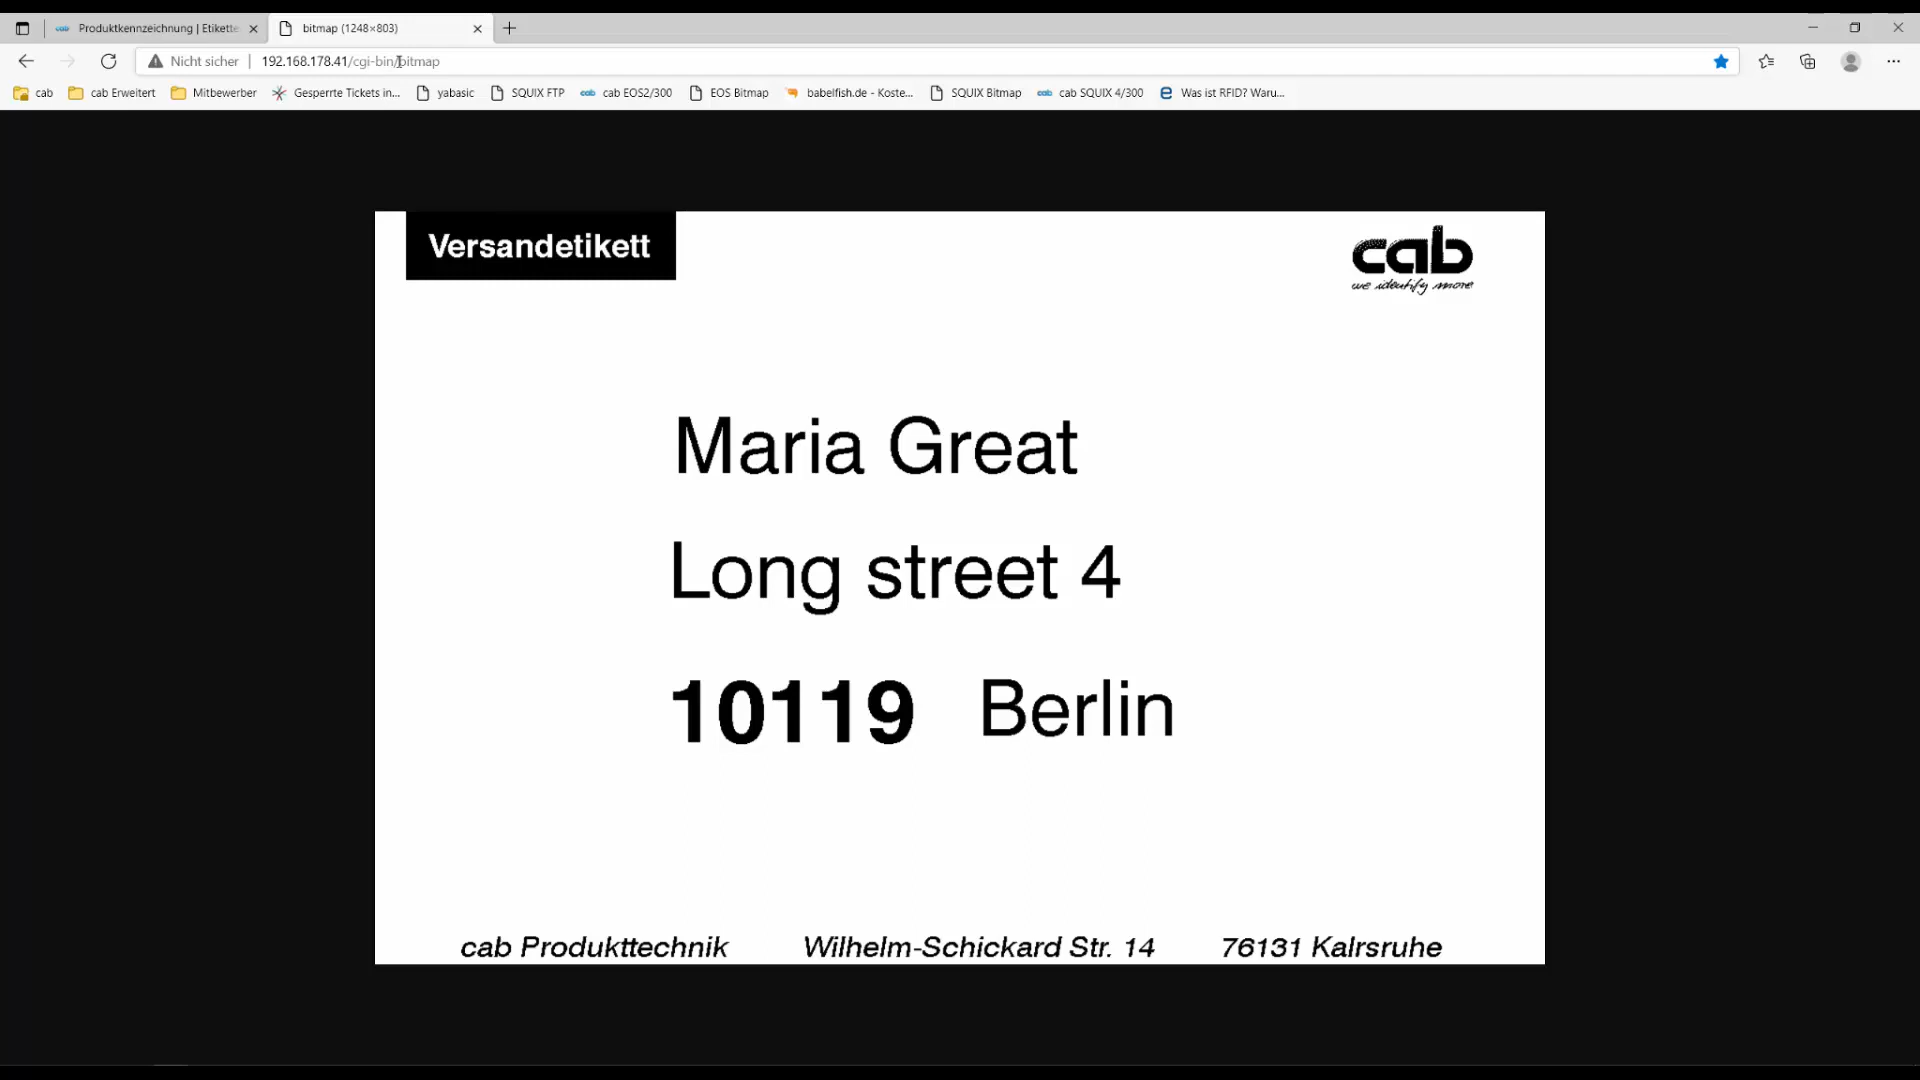 Produktkennzeichnung | Etikette
bitmap (1248×803)
Nicht sicher | 192.168.178.41/cgi-bin/bitmap
cab cab Erweitert Mitbewerber Gesperrte Tickets in... yabasic SQUIX FTP cab EOS2/300 EOS Bitmap babelfish.de - Koste... SQUIX Bitmap cab SQUIX 4/300 Was ist RFID? Waru...
Versandetikett
cab
we identify more
Maria Great
Long street 4
10119 Berlin
cab Produkttechnik Wilhelm-Schickard Str. 14 76131 Kalrsruhe